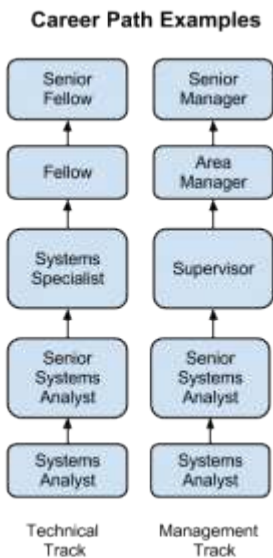 Career Path Examples
Senior
Fellow
Fellow
Systems
Specialist
Senior
Systems
Analyst
Systems
Analyst
Technical
Track
Senior
Manager
Area
Manager
Supervisor
Senior
Systems
Analyst
Systems
Analyst
Management
Track